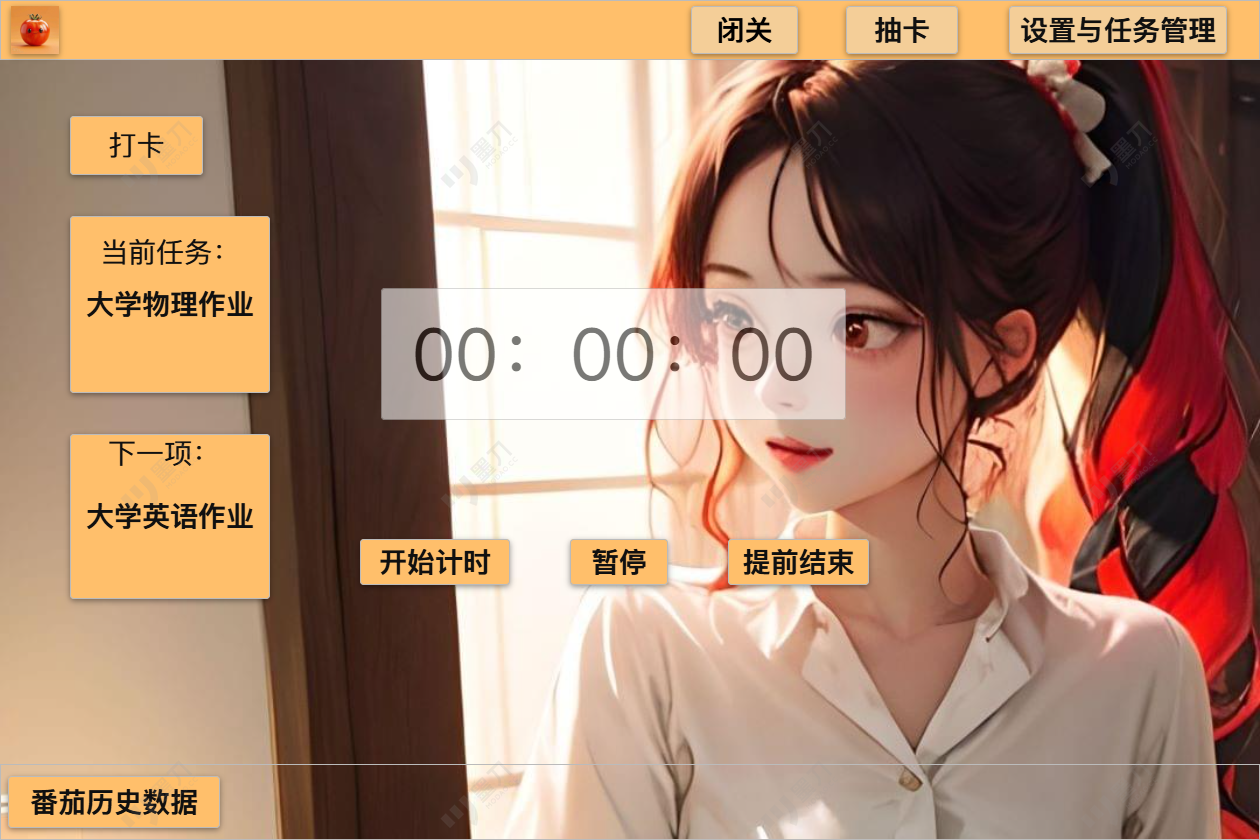 闭关
抽卡
设置与任务管理
打卡
当前任务：
大学物理作业
00：00：00
下一项：
大学英语作业
开始计时
暂停
提前结束
番茄历史数据
墨刀